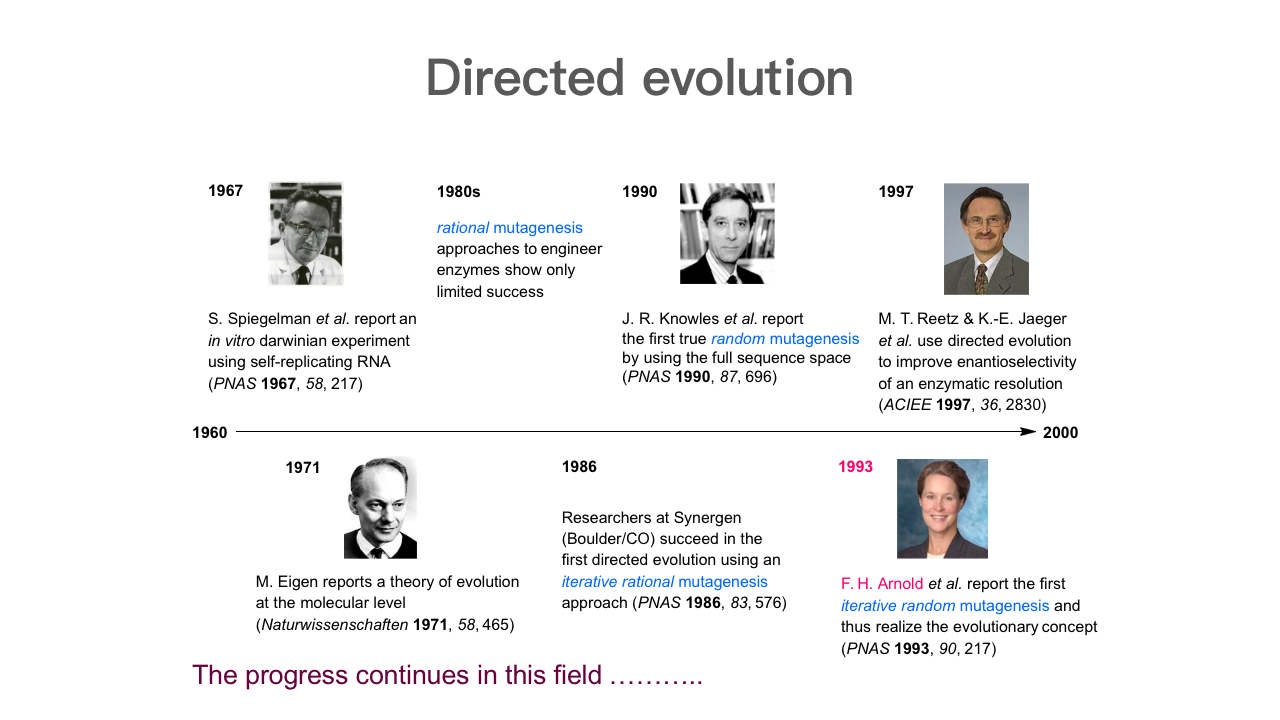 Directed evolution
1967
S. Spiegelman et al. report an
in vitro darwinian experiment
using self-replicating RNA
(PNAS 1967, 58, 217)
1980s
rational mutagenesis
approaches to engineer
enzymes show only
limited success
1990
J. R. Knowles et al. report
the first true random mutagenesis
by using the full sequence space
(PNAS 1990, 87, 696)
1997
M. T. Reetz & K.-E. Jaeger
et al. use directed evolution
to improve enantioselectivity
of an enzymatic resolution
(ACIEE 1997, 36, 2830)
1960
2000
1971
M. Eigen reports a theory of evolution
at the molecular level
(Naturwissenschaften 1971, 58, 465)
1986
Researchers at Synergen
(Boulder/CO) succeed in the
first directed evolution using an
iterative rational mutagenesis
approach (PNAS 1986, 83, 576)
1993
F. H. Arnold et al. report the first
iterative random mutagenesis and
thus realize the evolutionary concept
(PNAS 1993, 90, 217)
The progress continues in this field ………..